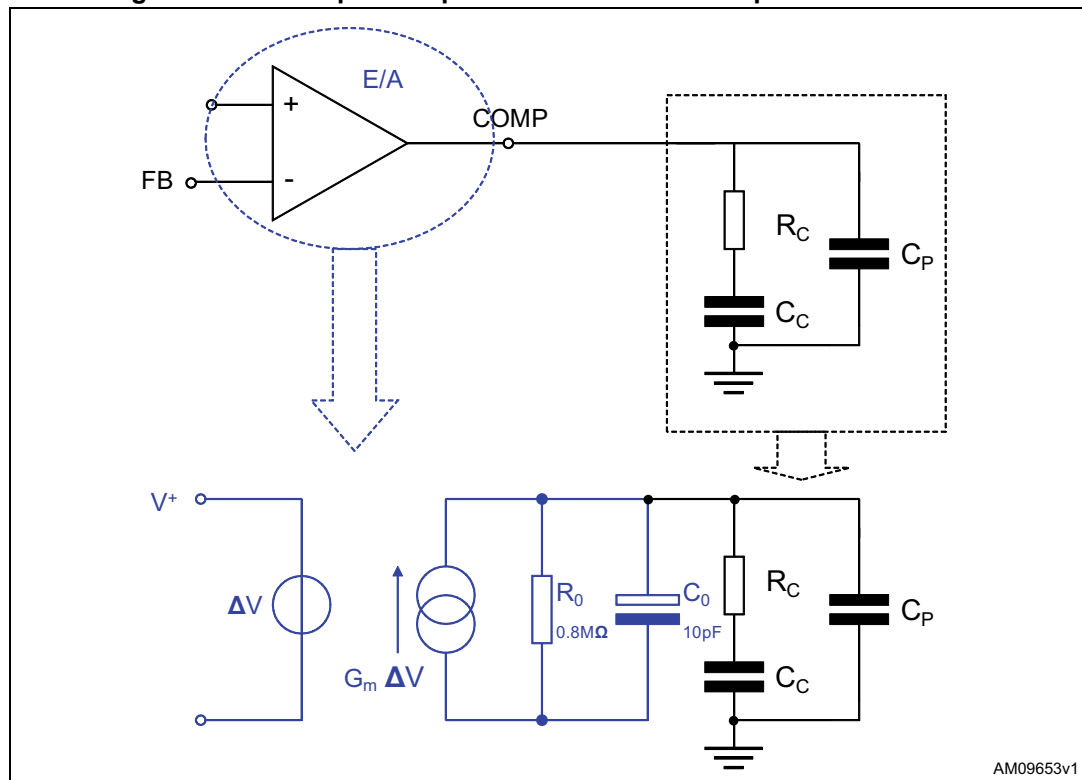 E/A
+
COMP
FB
-
R_C
C_P
C_C
V+
ΔV
G_m ΔV
R_0
0.8MΩ
C_0
10pF
R_C
C_P
C_C
AM09653v1